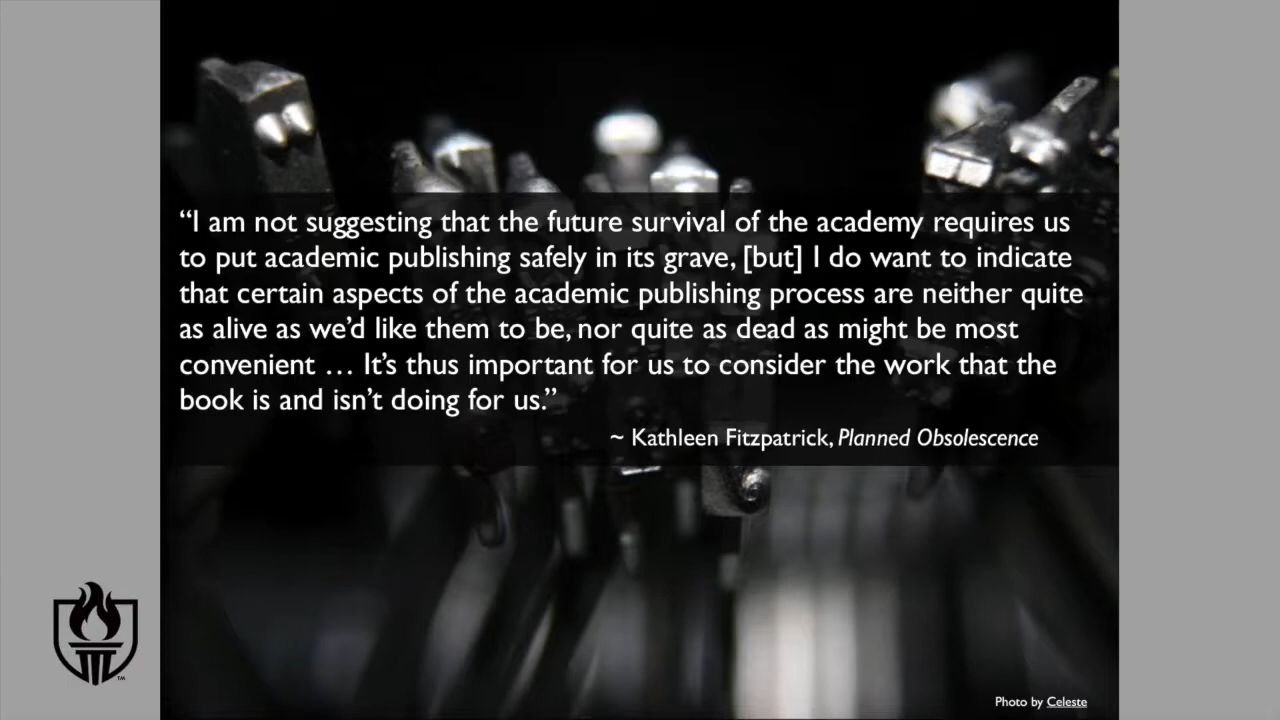 “I am not suggesting that the future survival of the academy requires us
to put academic publishing safely in its grave, [but] I do want to indicate
that certain aspects of the academic publishing process are neither quite
as alive as we’d like them to be, nor quite as dead as might be most
convenient … It’s thus important for us to consider the work that the
book is and isn’t doing for us.”
~ Kathleen Fitzpatrick, Planned Obsolescence
TM
Photo by Celeste